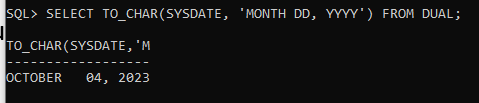 SQL> SELECT TO_CHAR(SYSDATE, 'MONTH DD, YYYY') FROM DUAL;
TO_CHAR(SYSDATE,'M
------------------
OCTOBER   04, 2023